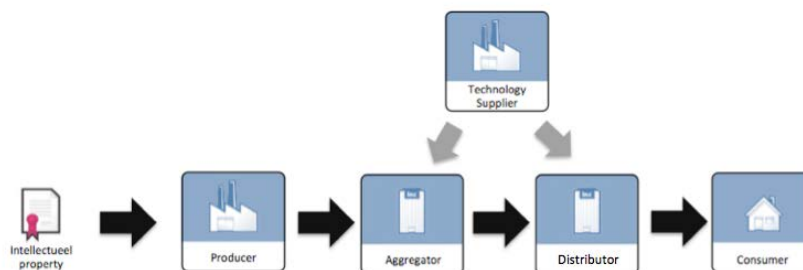 Technology
Supplier
Intellectueel
property
Producer
Aggregator
Distributor
Consumer